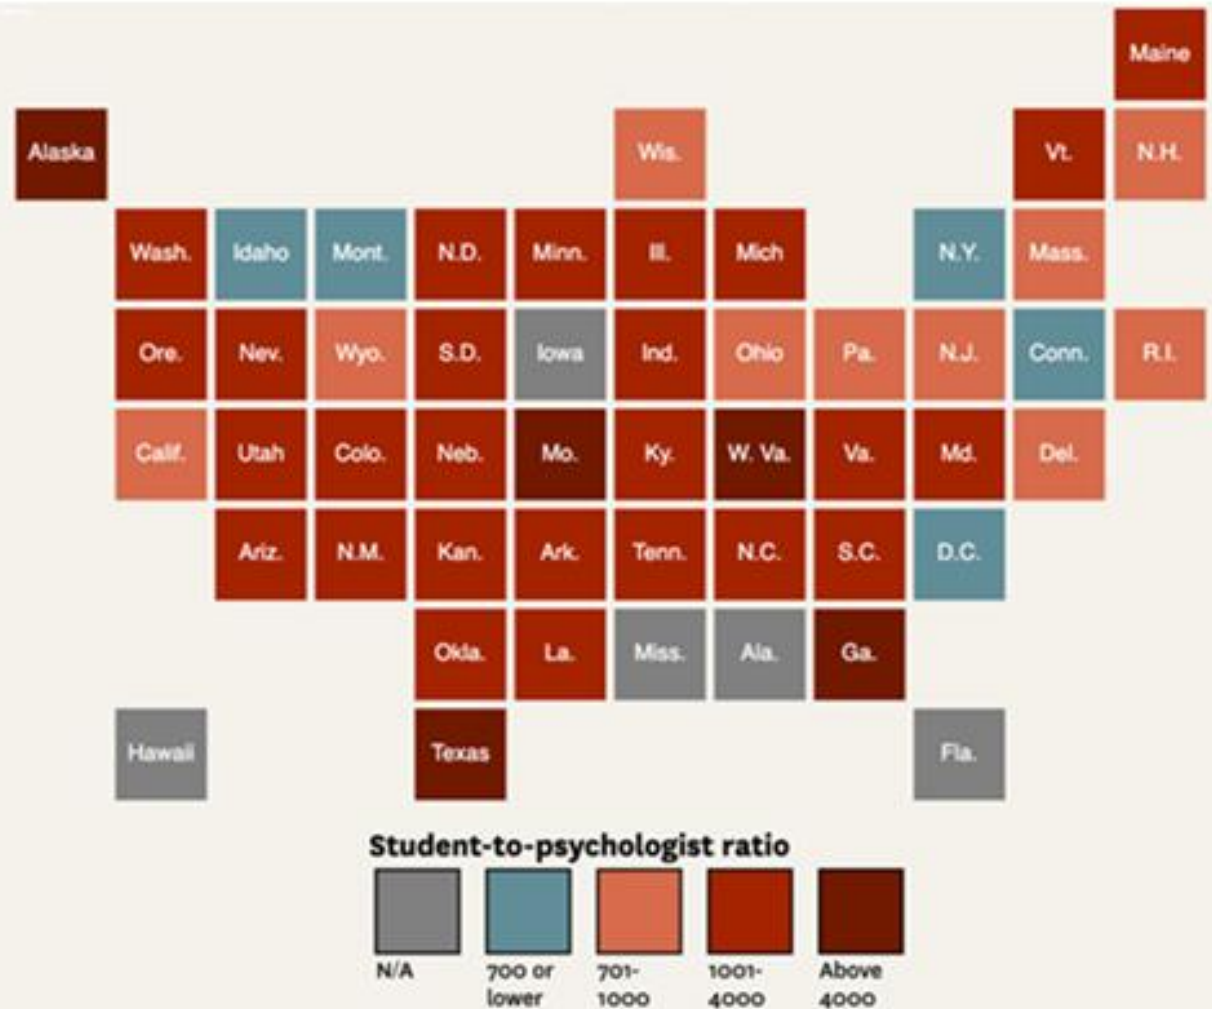 Maine
Alaska Wis. Vt. N.H.
Wash. Idaho Mont. N.D. Minn. Ill. Mich N.Y. Mass.
Ore. Nev. Wyo. S.D. Iowa Ind. Ohio Pa. N.J. Conn. R.I.
Calif. Utah Colo. Neb. Mo. Ky. W. Va. Va. Md. Del.
Ariz. N.M. Kan. Ark. Tenn. N.C. S.C. D.C.
Okla. La. Miss. Ala. Ga.
Hawaii Texas Fla.
Student-to-psychologist ratio
N/A 700 or 701- 1001- Above
lower 1000 4000 4000